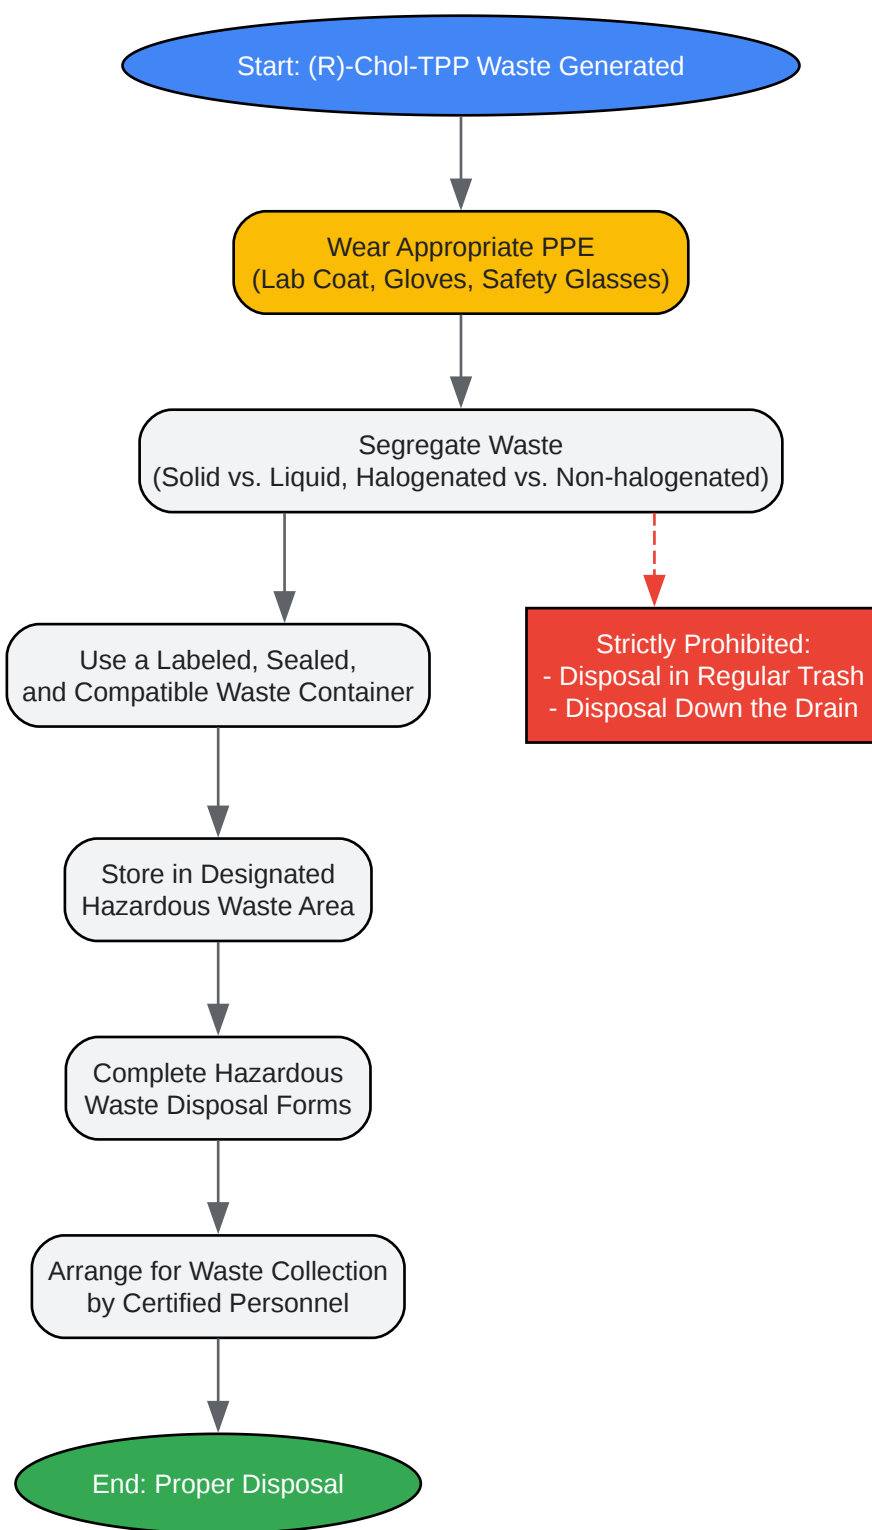 Start: (R)-Chol-TPP Waste Generated
Wear Appropriate PPE
(Lab Coat, Gloves, Safety Glasses)
Segregate Waste
(Solid vs. Liquid, Halogenated vs. Non-halogenated)
Use a Labeled, Sealed,
and Compatible Waste Container
Strictly Prohibited:
- Disposal in Regular Trash
- Disposal Down the Drain
Store in Designated
Hazardous Waste Area
Complete Hazardous
Waste Disposal Forms
Arrange for Waste Collection
by Certified Personnel
End: Proper Disposal